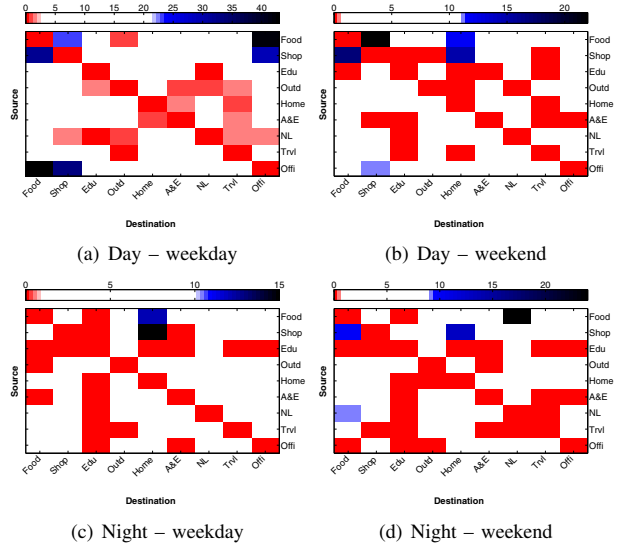 0 10 20 30 40
0 5 10 15 20
Food
Shop
Edu
Outd
Home
A&E
NL
Trvl
Offi
Source
Food Shop Edu Outd Home A&E NL Trvl Offi
Destination
(a) Day – weekday
Food
Shop
Edu
Outd
Home
A&E
NL
Trvl
Offi
Source
Food Shop Edu Outd Home A&E NL Trvl Offi
Destination
(b) Day – weekend
0 5 10 15
0 5 10 15 20
Food
Shop
Edu
Outd
Home
A&E
NL
Trvl
Offi
Source
Food Shop Edu Outd Home A&E NL Trvl Offi
Destination
(c) Night – weekday
Food
Shop
Edu
Outd
Home
A&E
NL
Trvl
Offi
Source
Food Shop Edu Outd Home A&E NL Trvl Offi
Destination
(d) Night – weekend